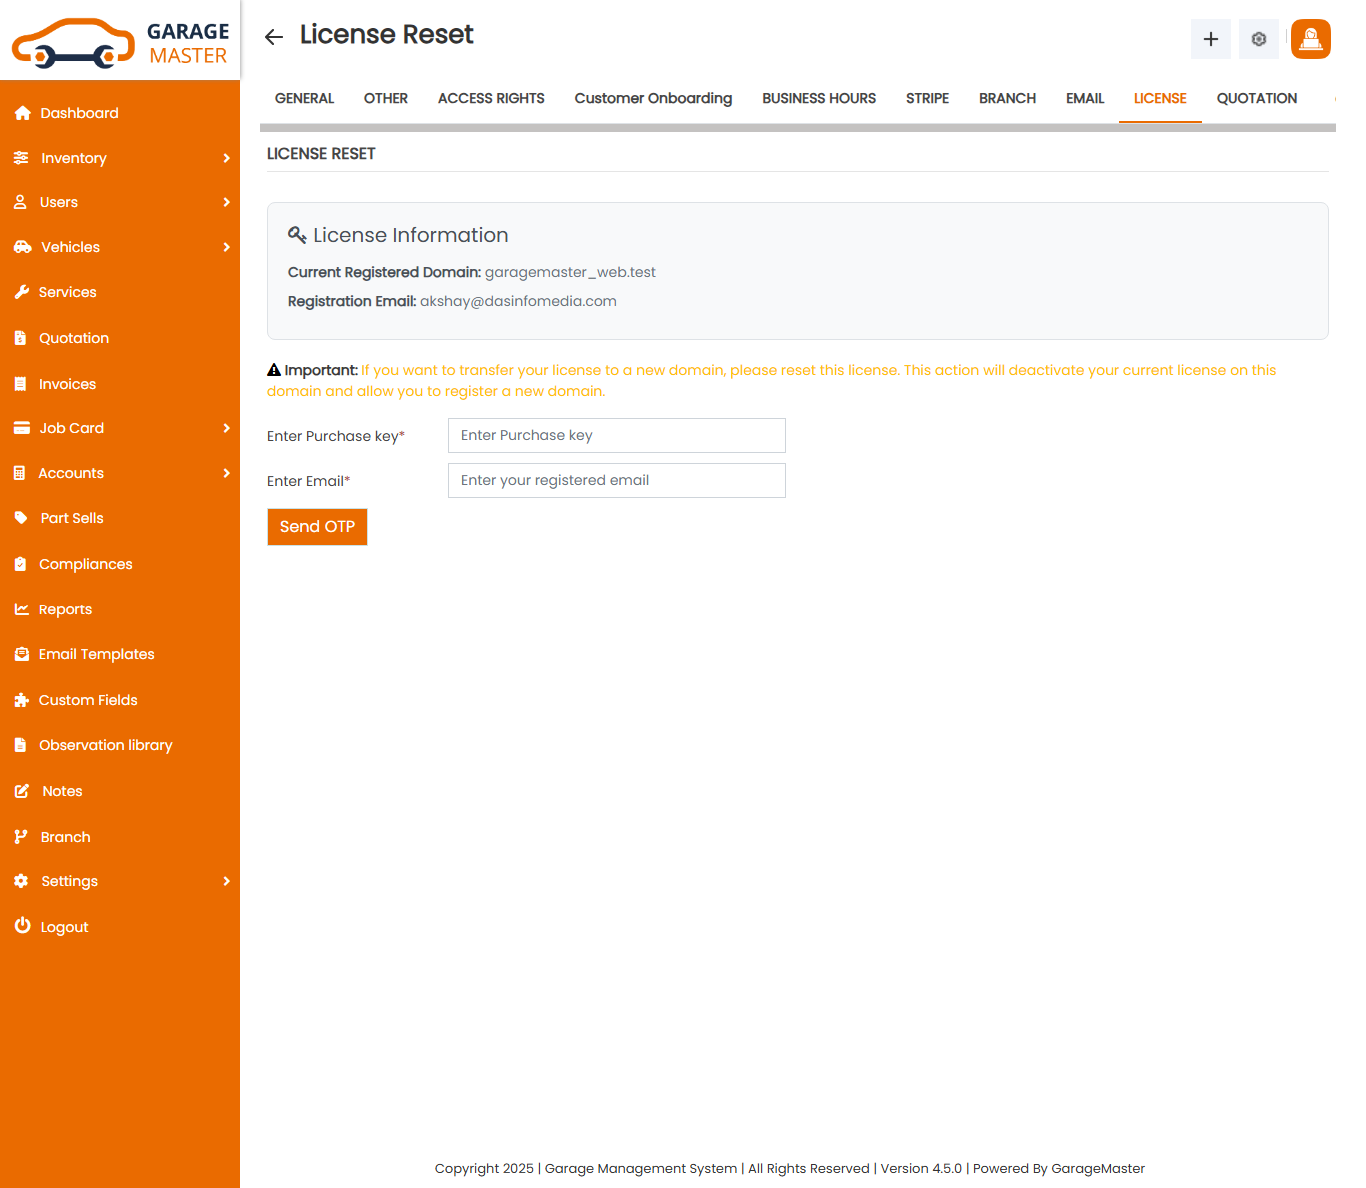 GARAGE
MASTER
License Reset
Dashboard
Inventory
Users
Vehicles
Services
Quotation
Invoices
Job Card
Accounts
Part Sells
Compliances
Reports
Email Templates
Custom Fields
Observation library
Notes
Branch
Settings
Logout
GENERAL OTHER ACCESS RIGHTS Customer Onboarding BUSINESS HOURS STRIPE BRANCH EMAIL LICENSE QUOTATION
LICENSE RESET
License Information
Current Registered Domain: garagemaster_web.test
Registration Email: akshay@dasinfomedia.com
Important: If you want to transfer your license to a new domain, please reset this license. This action will deactivate your current license on this
domain and allow you to register a new domain.
Enter Purchase key* Enter Purchase key
Enter Email* Enter your registered email
Send OTP
Copyright 2025 | Garage Management System | All Rights Reserved | Version 4.5.0 | Powered By GarageMaster